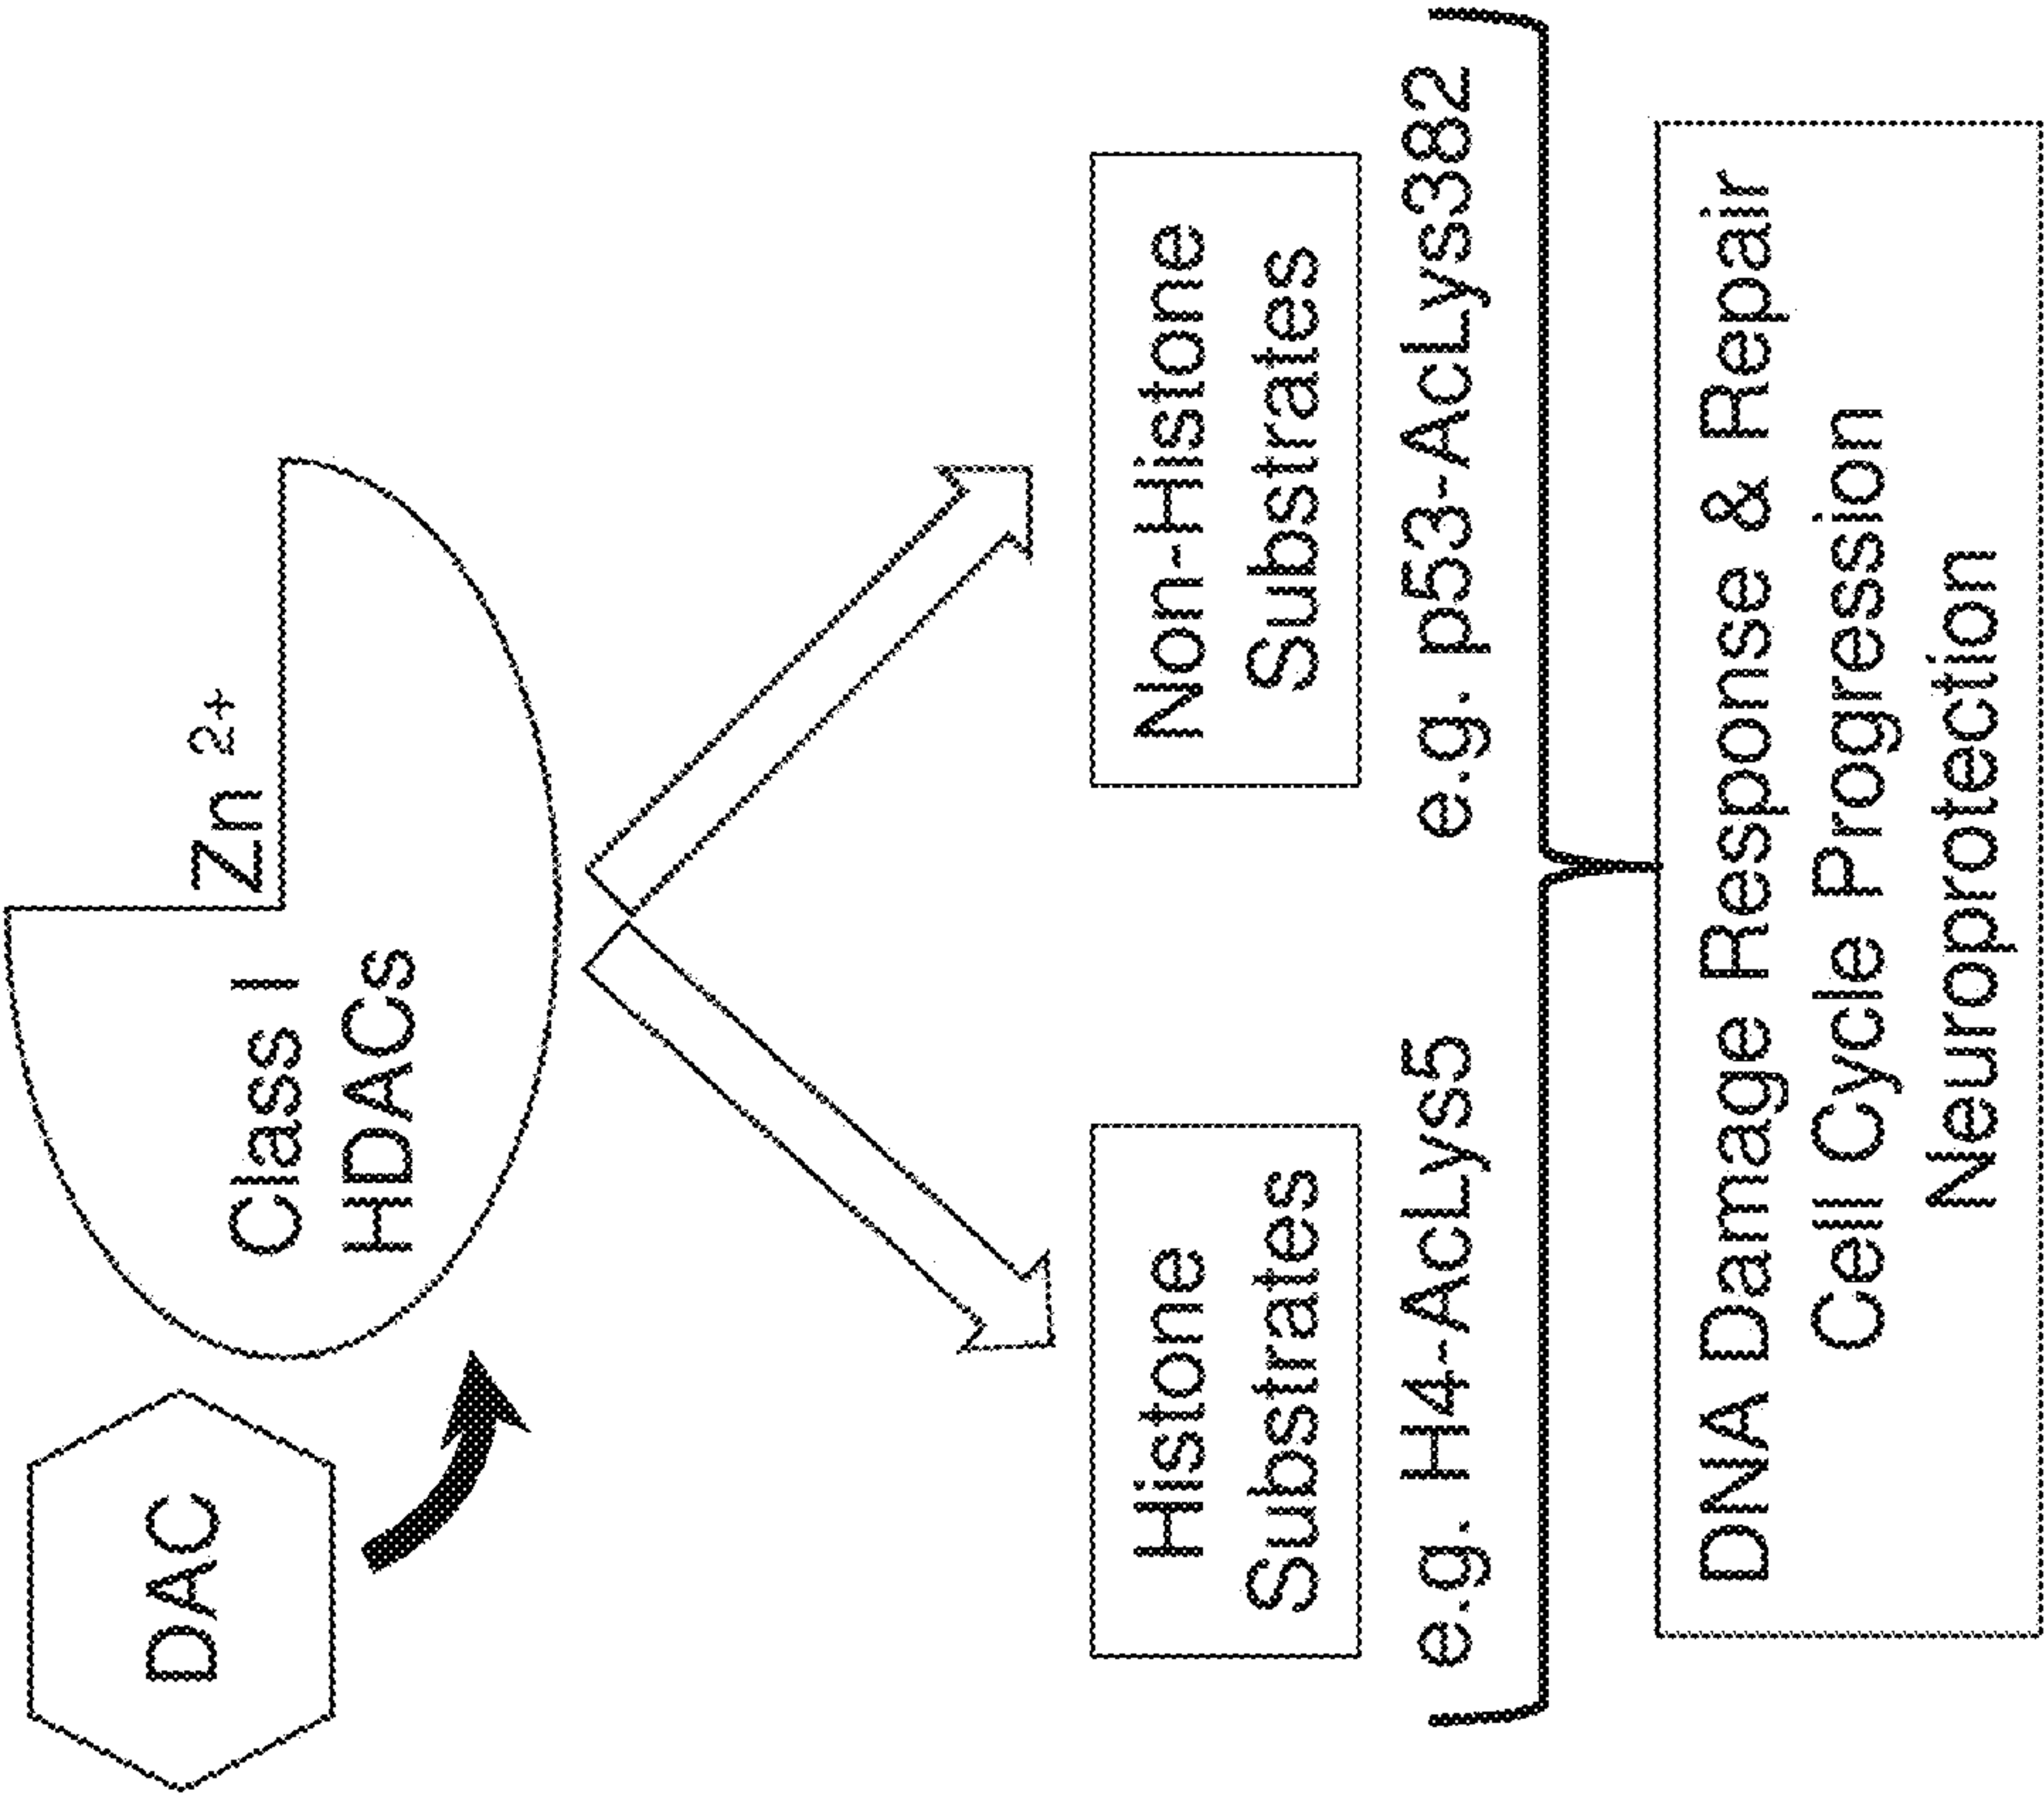 DAC
Class I
HDACs
Zn 2+
Histone
Substrates
e.g. H4-AcLys5
Non-Histone
Substrates
e.g. p53-AcLys382
DNA Damage Response & Repair
Cell Cycle Progression
Neuroprotection